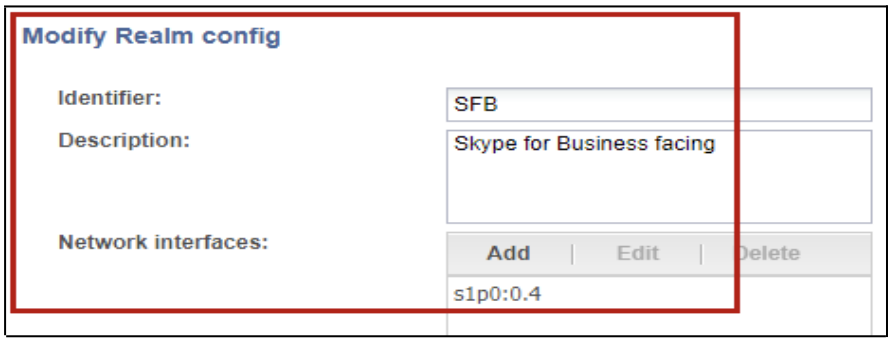 Modify Realm config
Identifier:
SFB
Description:
Skype for Business facing
Network interfaces:
Add | Edit | Delete
s1p0:0.4